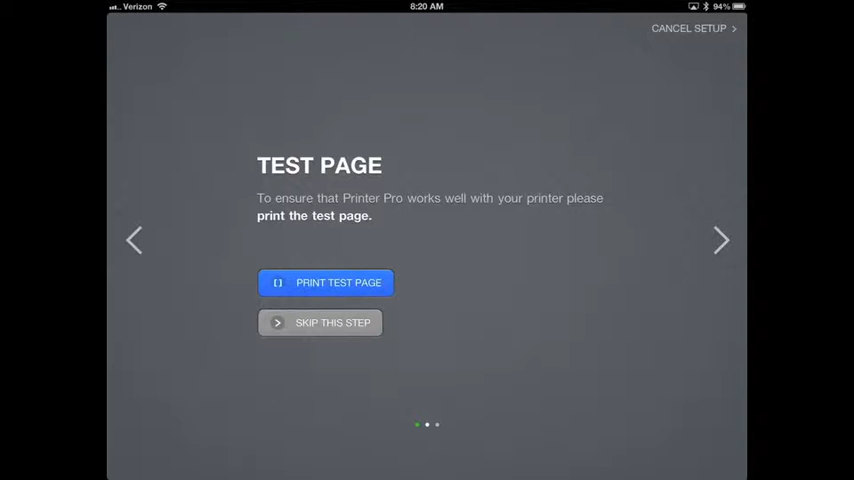 Verizon 8:20 AM 94%
CANCEL SETUP
TEST PAGE
To ensure that Printer Pro works well with your printer please
print the test page.
PRINT TEST PAGE
SKIP THIS STEP